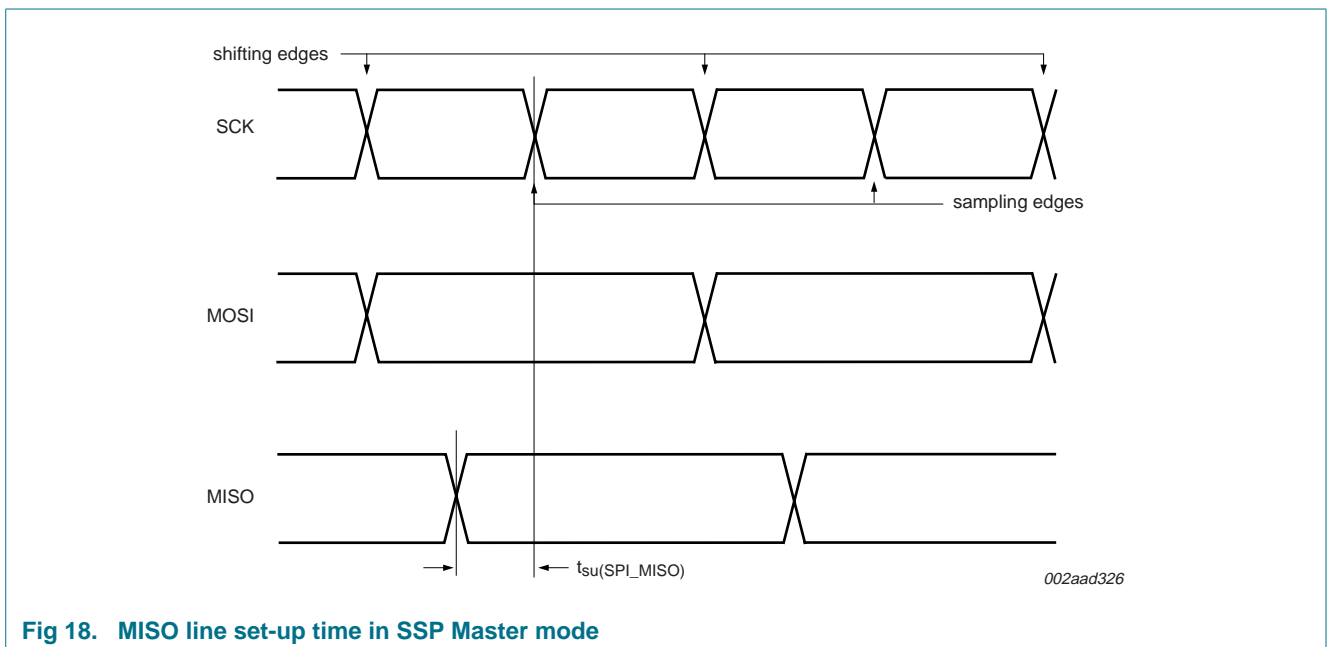 shifting edges
SCK
sampling edges
MOSI
MISO
tsu(SPI_MISO)
002aad326
Fig 18. MISO line set-up time in SSP Master mode